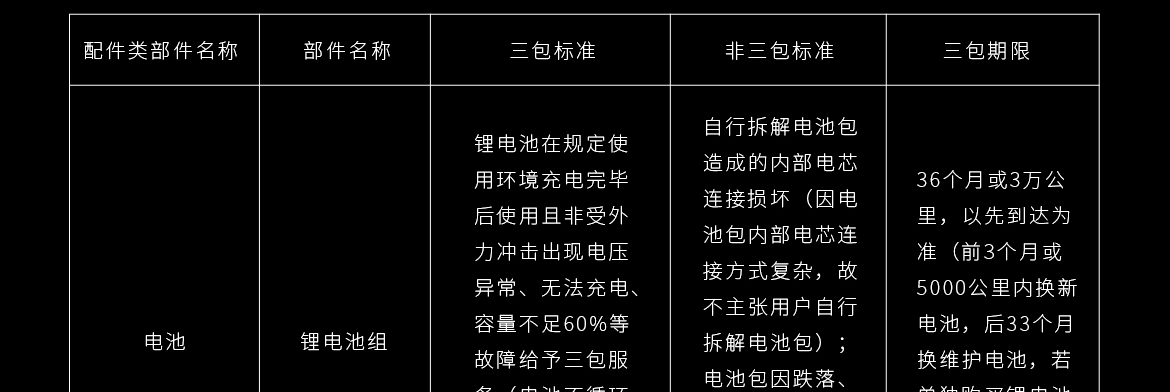 配件类部件名称
部件名称
三包标准
非三包标准
三包期限
电池
锂电池组
锂电池在规定使
用环境充电完毕
后使用且非受外
力冲击出现电压
异常、无法充电、
容量不足60%等
故障给予三包服
自行拆解电池包
造成的内部电芯
连接损坏（因电
池包内部电芯连
接方式复杂，故
不主张用户自行
拆解电池包）；
电池包因跌落、
36个月或3万公
里，以先到达为
准（前3个月或
5000公里内换新
电池，后33个月
换维护电池，若